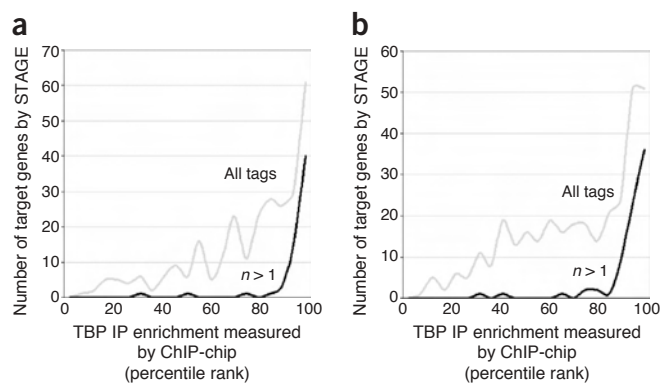 a
Number of target genes by STAGE
70
60
50
40
30
20
10
0
All tags
n > 1
0
20
40
60
80
100
TBP IP enrichment measured
by ChIP-chip
(percentile rank)
b
Number of target genes by STAGE
60
50
40
30
20
10
0
All tags
n > 1
0
20
40
60
80
100
TBP IP enrichment measured
by ChIP-chip
(percentile rank)